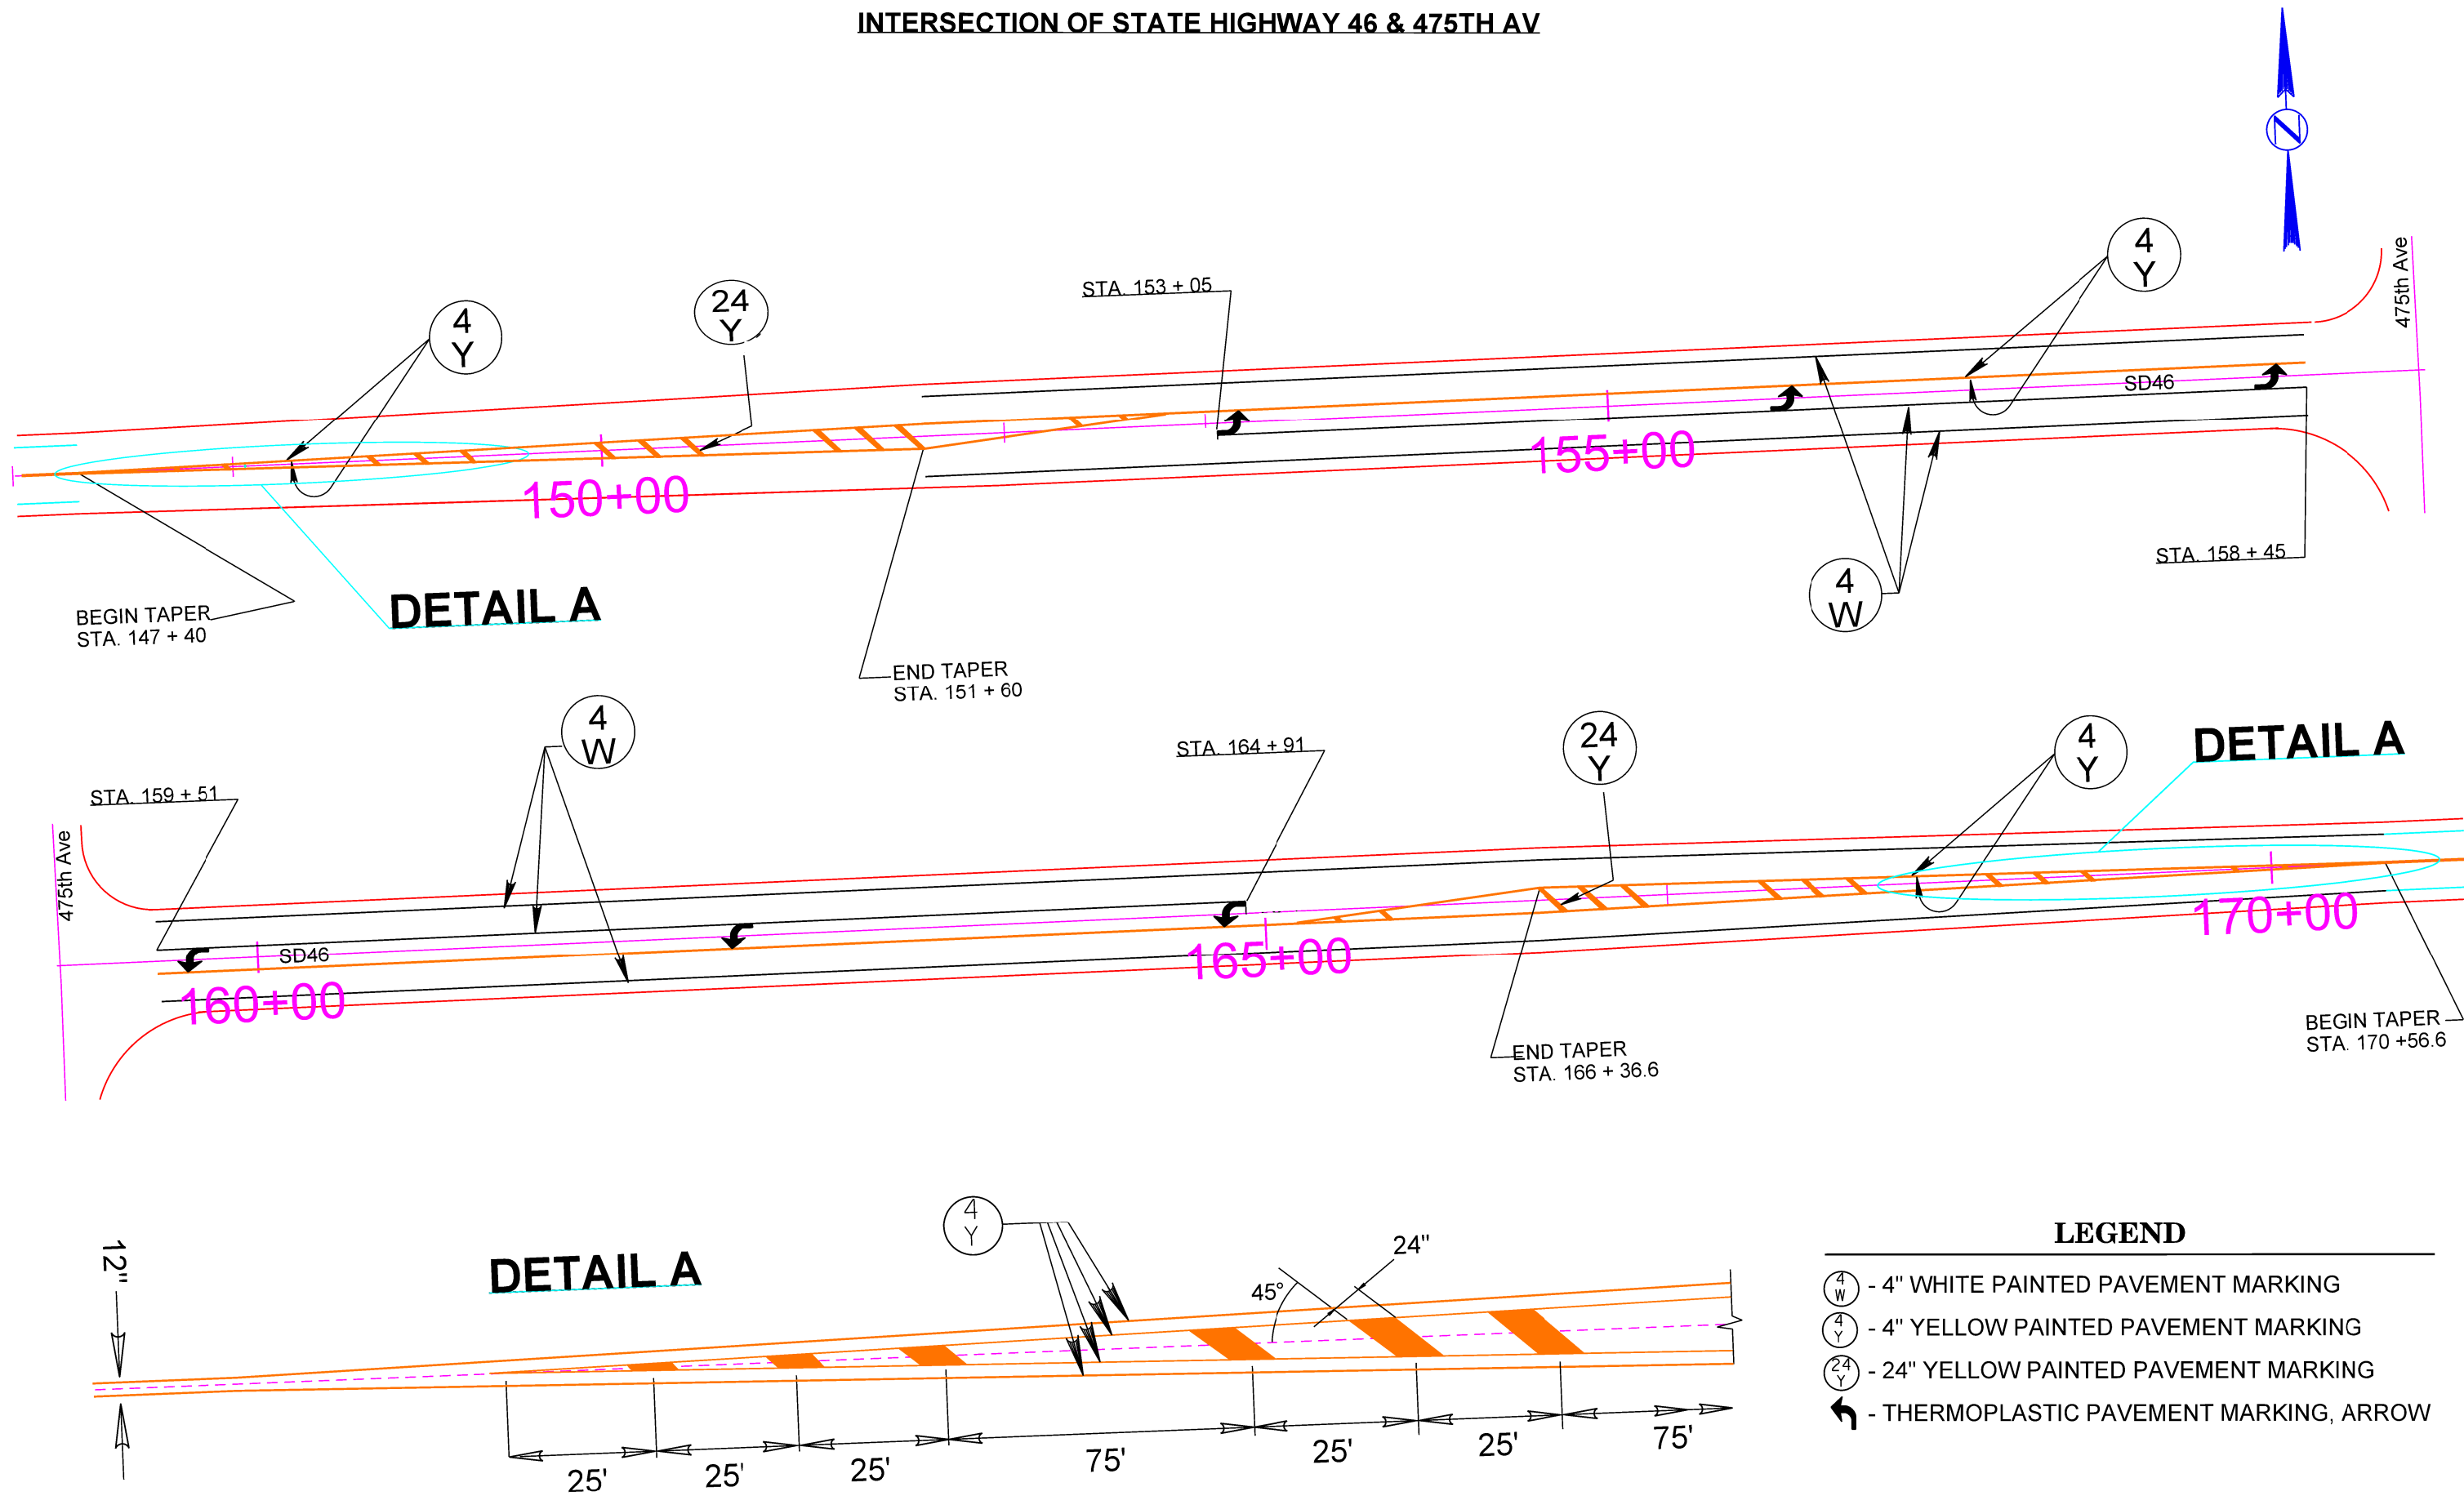 INTERSECTION OF STATE HIGHWAY 46 & 475TH AV
N
4
Y
24
Y
STA. 153 + 05
4
Y
475th Ave
SD46
150+00
155+00
STA. 158 + 45
4
W
BEGIN TAPER
STA. 147 + 40
DETAIL A
END TAPER
STA. 151 + 60
4
W
STA. 164 + 91
24
Y
4
Y
DETAIL A
STA. 159 + 51
475th Ave
SD46
160+00
165+00
170+00
END TAPER
STA. 166 + 36.6
BEGIN TAPER
STA. 170 +56.6
12"
DETAIL A
4
Y
45°
24"
25'
25'
25'
75'
25'
25'
75'
LEGEND
4
W
- 4" WHITE PAINTED PAVEMENT MARKING
4
Y
- 4" YELLOW PAINTED PAVEMENT MARKING
24
Y
- 24" YELLOW PAINTED PAVEMENT MARKING
- THERMOPLASTIC PAVEMENT MARKING, ARROW